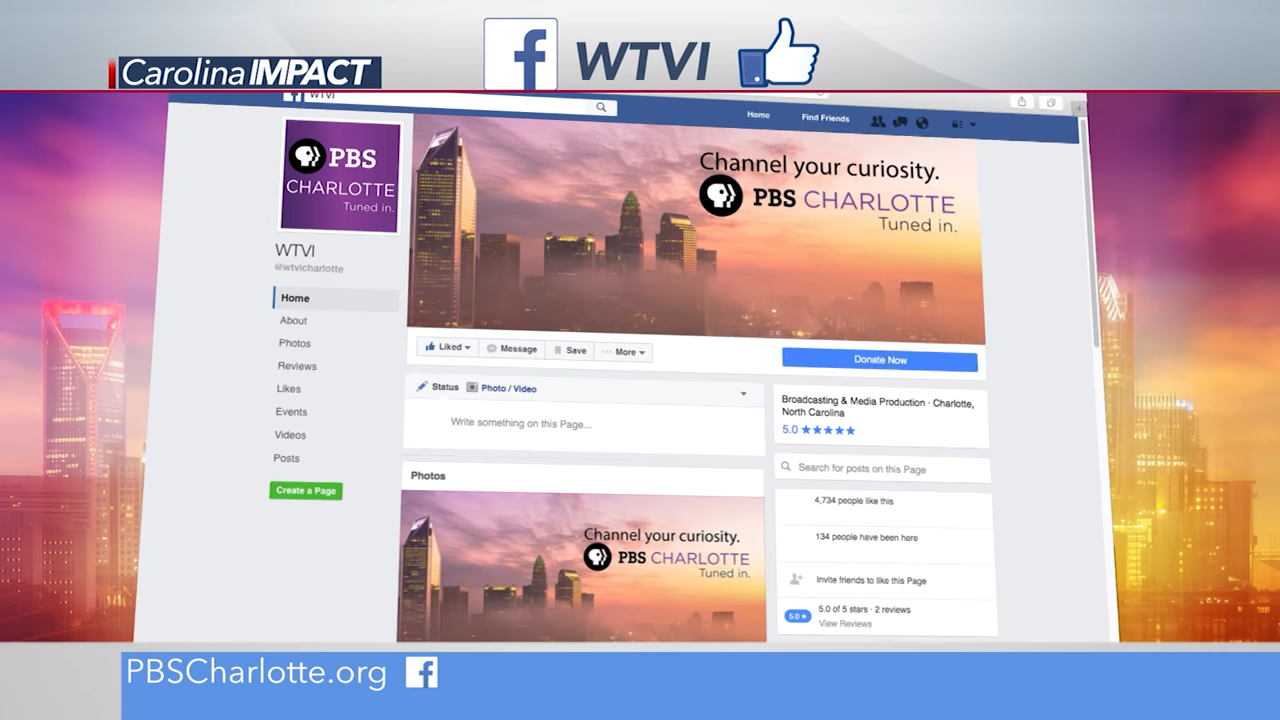 Carolina IMPACT
WTVI
WTVI
Home
Find Friends
PBS
CHARLOTTE
Tuned in.
Channel your curiosity.
PBS CHARLOTTE
Tuned in.
WTVI
@wtvicharlotte
Home
About
Photos
Reviews
Likes
Events
Videos
Posts
Create a Page
Liked
Message
Save
More
Donate Now
Status
Photo / Video
Write something on this Page...
Photos
Channel your curiosity.
PBS CHARLOTTE
Tuned in.
Broadcasting & Media Production · Charlotte,
North Carolina
5.0 ★★★★★
Search for posts on this Page
4,734 people like this
134 people have been here
Invite friends to like this Page
5.0 ★
5.0 of 5 stars · 2 reviews
View Reviews
PBSCharlotte.org